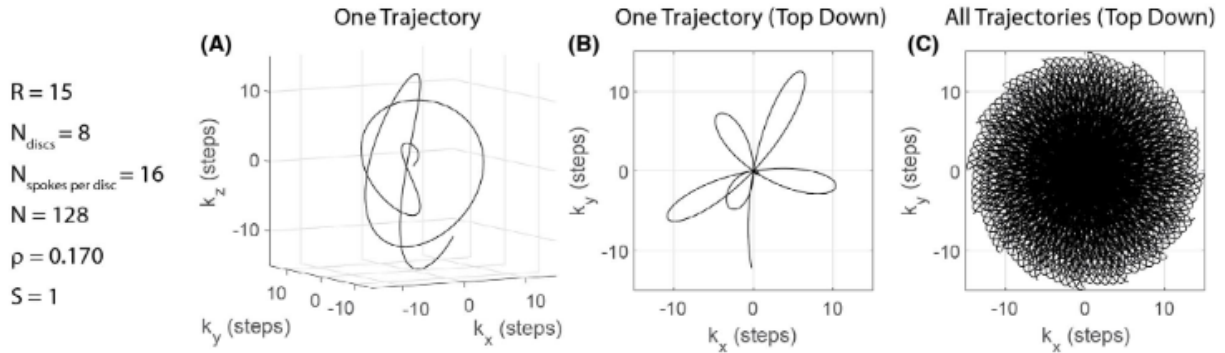 One Trajectory
One Trajectory (Top Down)
All Trajectories (Top Down)
(A)
(B)
(C)
R = 15
N_discs = 8
N_spokes per disc = 16
N = 128
ρ = 0.170
S = 1
10
0
-10
k_z (steps)
10
0
-10
-10
0
10
k_y (steps)
k_x (steps)
10
0
-10
k_y (steps)
-10
0
10
k_x (steps)
10
0
-10
k_y (steps)
-10
0
10
k_x (steps)